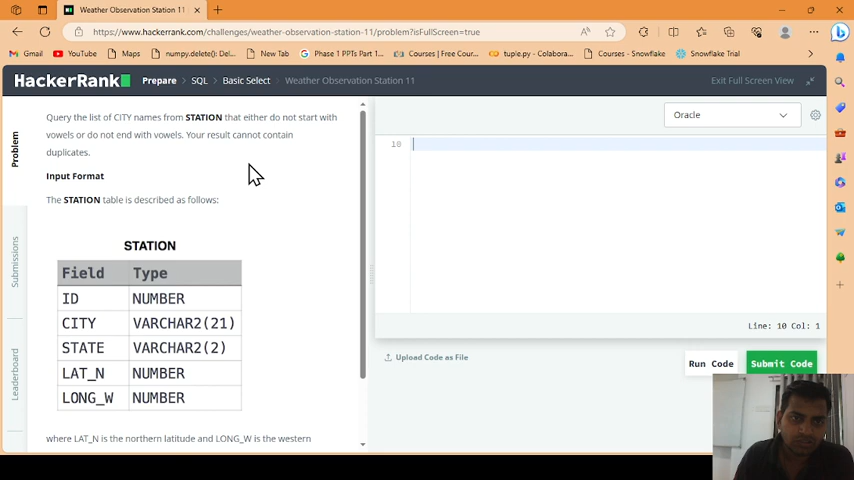 Weather Observation Station 11
https://www.hackerrank.com/challenges/weather-observation-station-11/problem?isFullScreen=true
Gmail
YouTube
Maps
numpy.delete(): Del...
New Tab
Phase 1 PPTs Part 1...
Courses | Free Cour...
tuple.py - Colabora...
Courses - Snowflake
Snowflake Trial
HackerRank
Prepare > SQL > Basic Select > Weather Observation Station 11
Exit Full Screen View
Problem
Submissions
Leaderboard
Query the list of CITY names from STATION that either do not start with
vowels or do not end with vowels. Your result cannot contain
duplicates.
Input Format
The STATION table is described as follows:
STATION
Field Type
ID NUMBER
CITY VARCHAR2(21)
STATE VARCHAR2(2)
LAT_N NUMBER
LONG_W NUMBER
where LAT_N is the northern latitude and LONG_W is the western
Oracle
10
Line: 10 Col: 1
Upload Code as File
Run Code
Submit Code